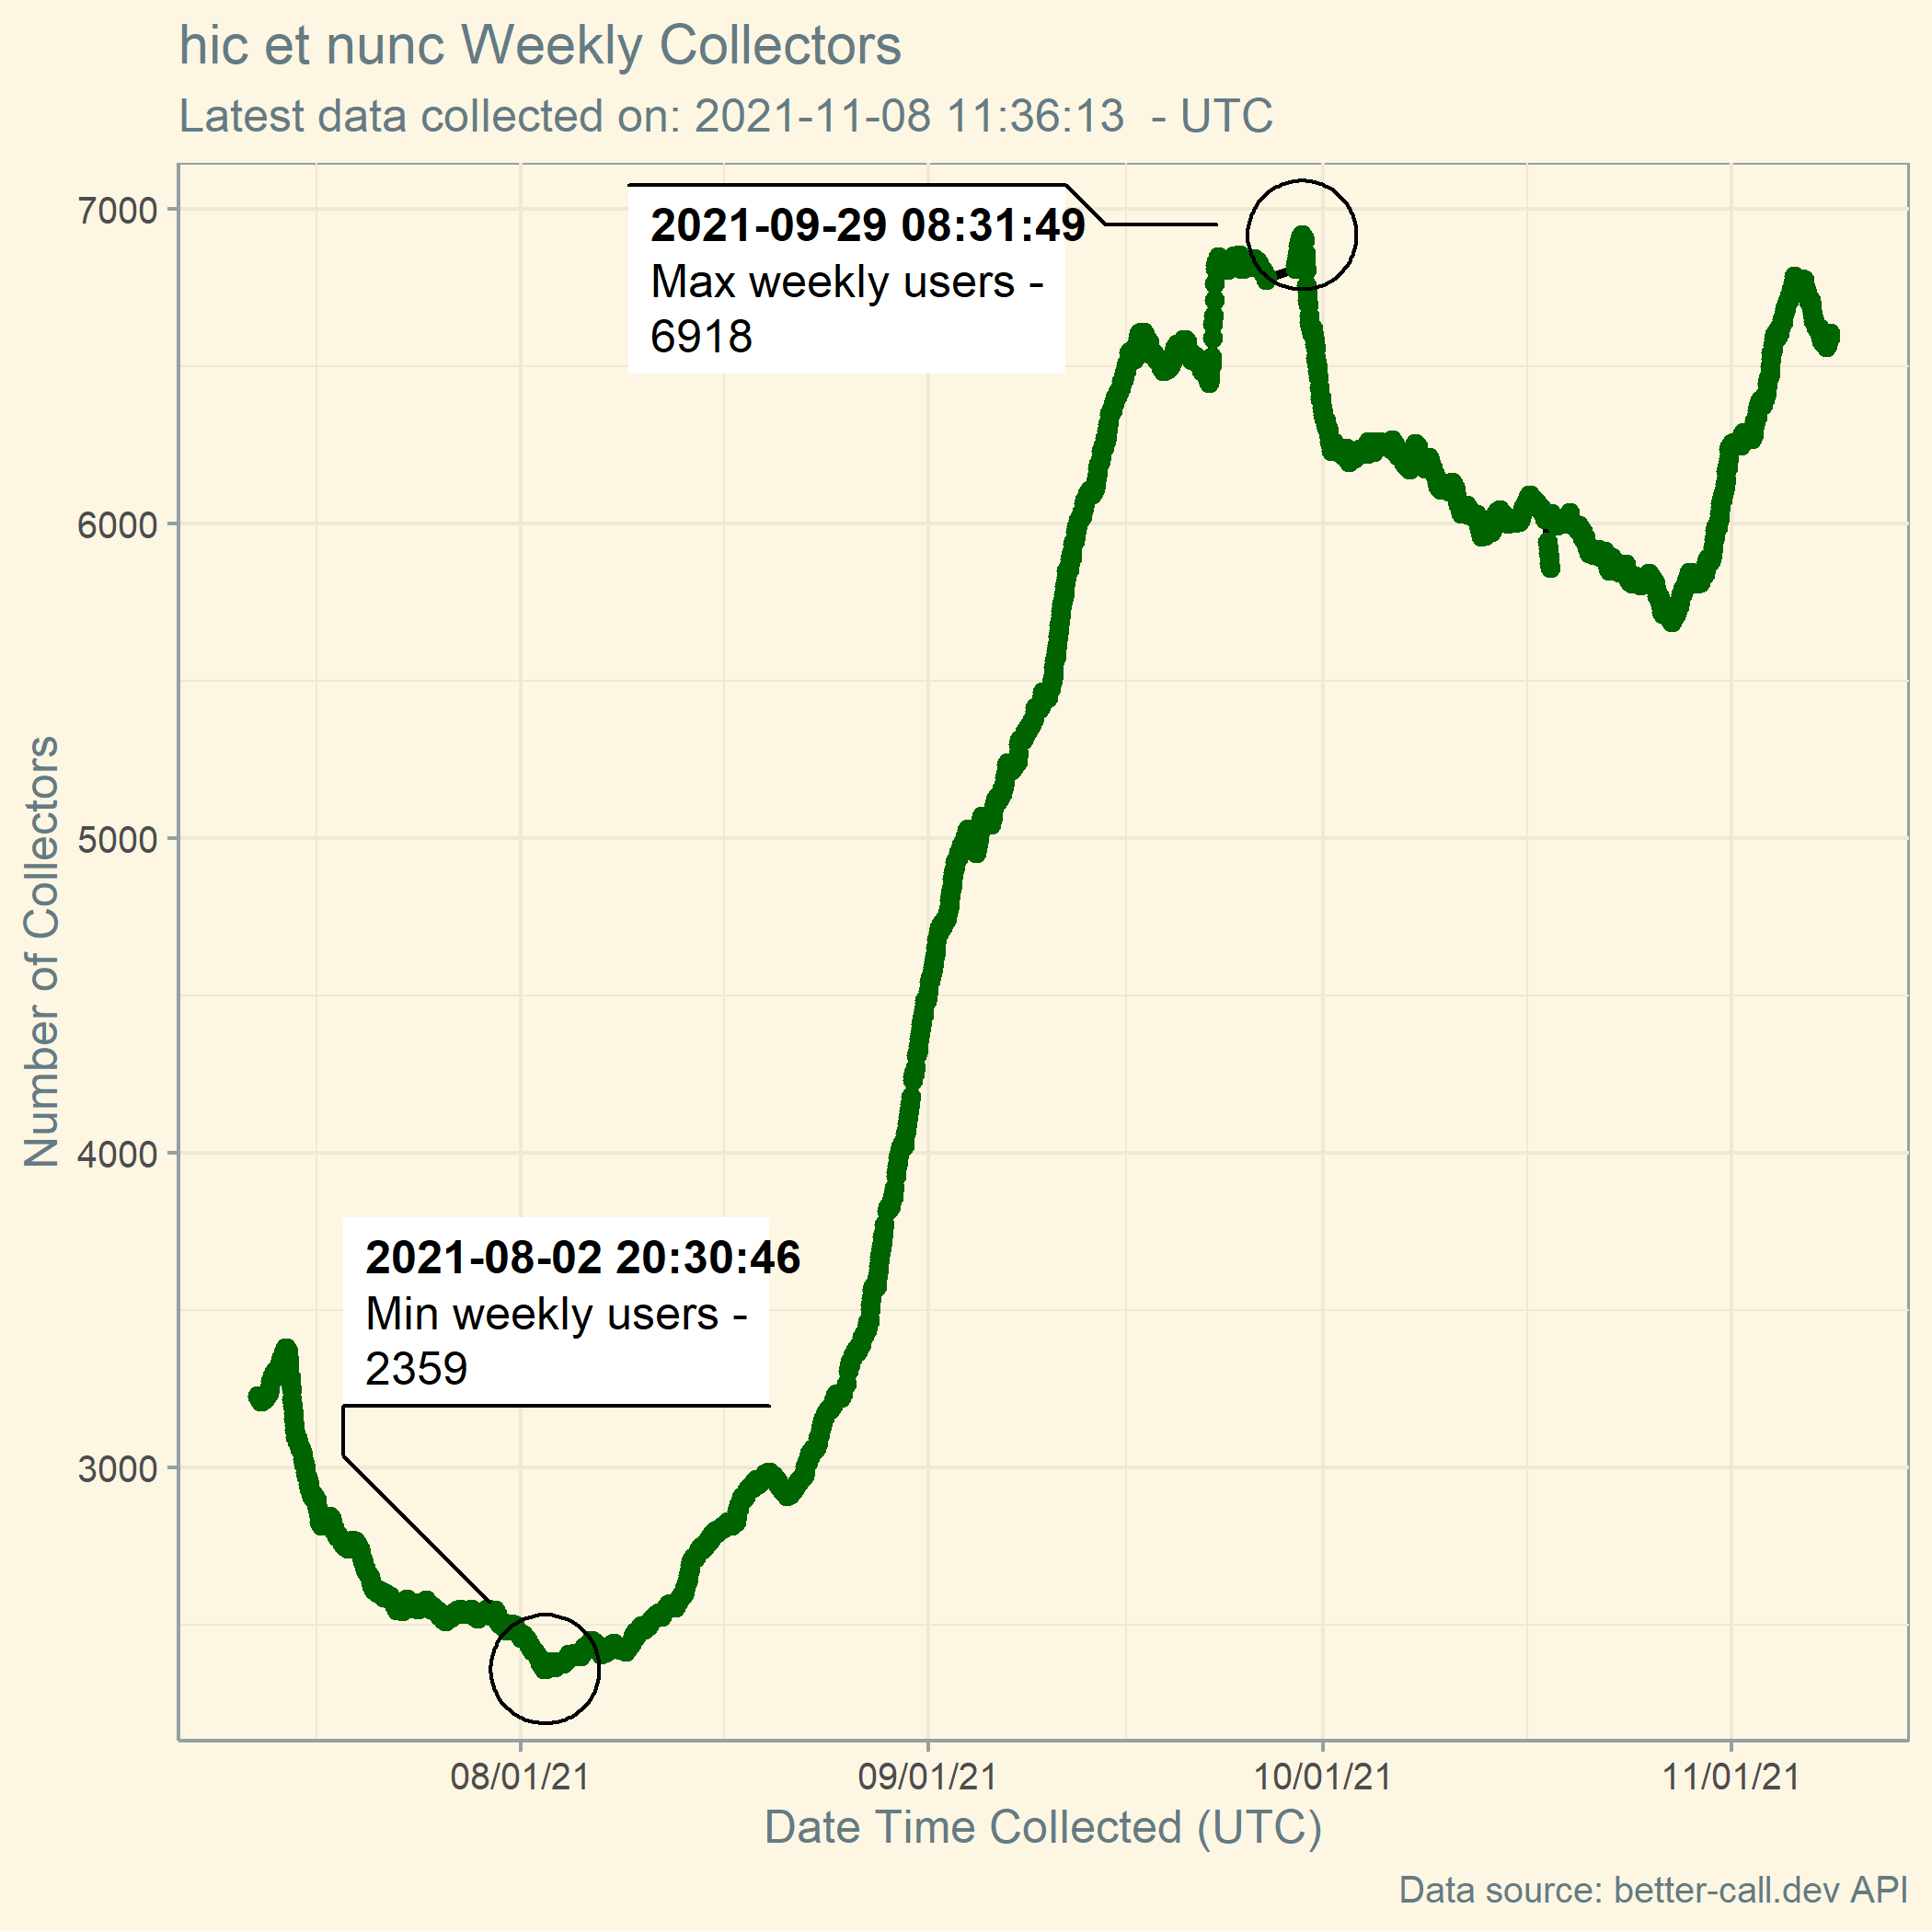 hic et nunc Weekly Collectors
Latest data collected on: 2021-11-08 11:36:13  - UTC
7000
6000
5000
4000
3000
Number of Collectors
2021-09-29 08:31:49
Max weekly users -
6918
2021-08-02 20:30:46
Min weekly users -
2359
08/01/21
09/01/21
10/01/21
11/01/21
Date Time Collected (UTC)
Data source: better-call.dev API